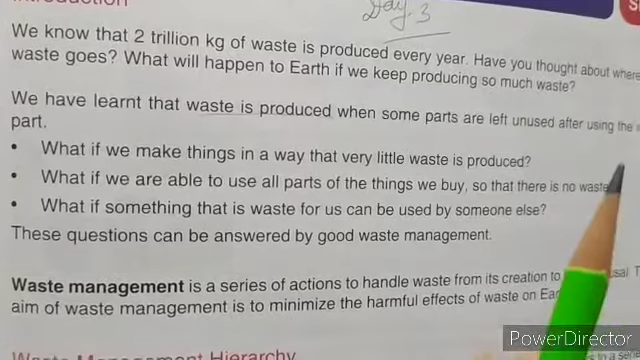 Introduction
Day 3
We know that 2 trillion kg of waste is produced every year. Have you thought about where
waste goes? What will happen to Earth if we keep producing so much waste?
We have learnt that waste is produced when some parts are left unused after using the
part.
• What if we make things in a way that very little waste is produced?
• What if we are able to use all parts of the things we buy, so that there is no waste
• What if something that is waste for us can be used by someone else?
These questions can be answered by good waste management.
Waste management is a series of actions to handle waste from its creation to
aim of waste management is to minimize the harmful effects of waste on
Waste Management Hierarchy
to a
PowerDirector